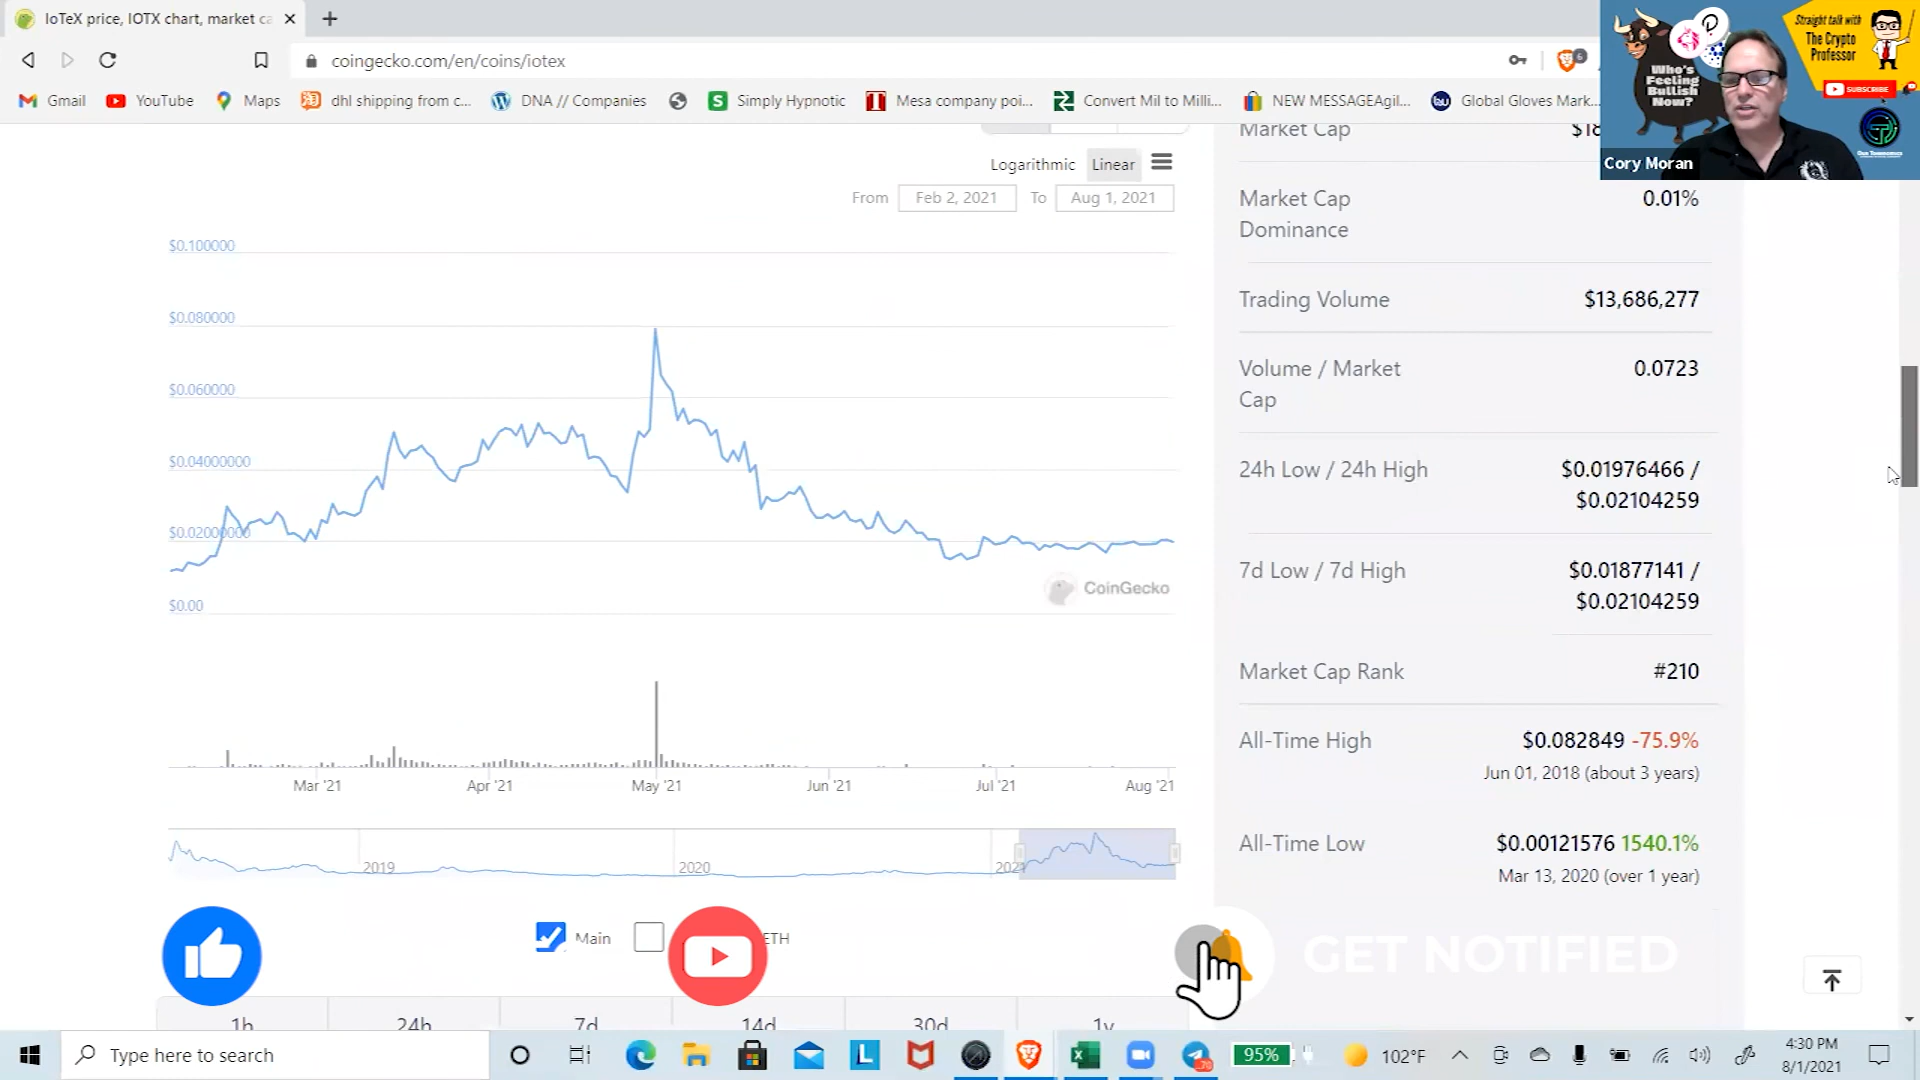 IoTeX price, IOTX chart, market ca
coingecko.com/en/coins/iotex
6
Gmail
YouTube
Maps
dhl shipping from c...
DNA // Companies
Simply Hypnotic
Mesa company poi...
Convert Mil to Milli...
NEW MESSAGEAgil...
Global Gloves Mark...
Who's
Feeling
Bullish
Now?
Straight talk with
The Crypto
Professor
SUBSCRIBE
Cory Moran
Logarithmic
Linear
From
Feb 2, 2021
To
Aug 1, 2021
$0.100000
$0.080000
$0.060000
$0.04000000
$0.02000000
$0.00
CoinGecko
Mar '21
Apr '21
May '21
Jun '21
Jul '21
Aug '21
2019
2020
2021
Main
ETH
1h
24h
7d
14d
30d
1y
Market Cap
$18
Market Cap
Dominance
0.01%
Trading Volume
$13,686,277
Volume / Market
Cap
0.0723
24h Low / 24h High
$0.01976466 /
$0.02104259
7d Low / 7d High
$0.01877141 /
$0.02104259
Market Cap Rank
#210
All-Time High
$0.082849 -75.9%
Jun 01, 2018 (about 3 years)
All-Time Low
$0.00121576 1540.1%
Mar 13, 2020 (over 1 year)
GET NOTIFIED
Type here to search
L
95%
102°F
4:30 PM
8/1/2021